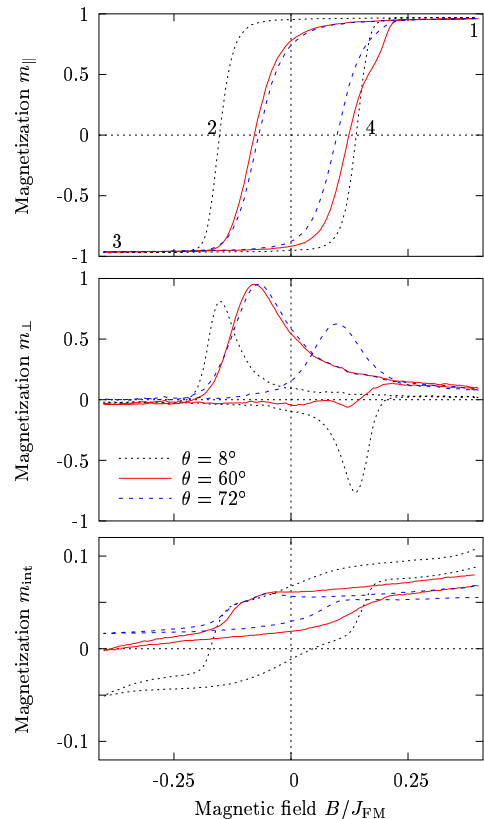 1
0.5
0
-0.5
-1
Magnetization m∥
1
2
3
4
1
0.5
0
-0.5
-1
Magnetization m⊥
θ = 8°
θ = 60°
θ = 72°
0.1
0
-0.1
Magnetization mint
-0.25 0 0.25
Magnetic field B/JFM